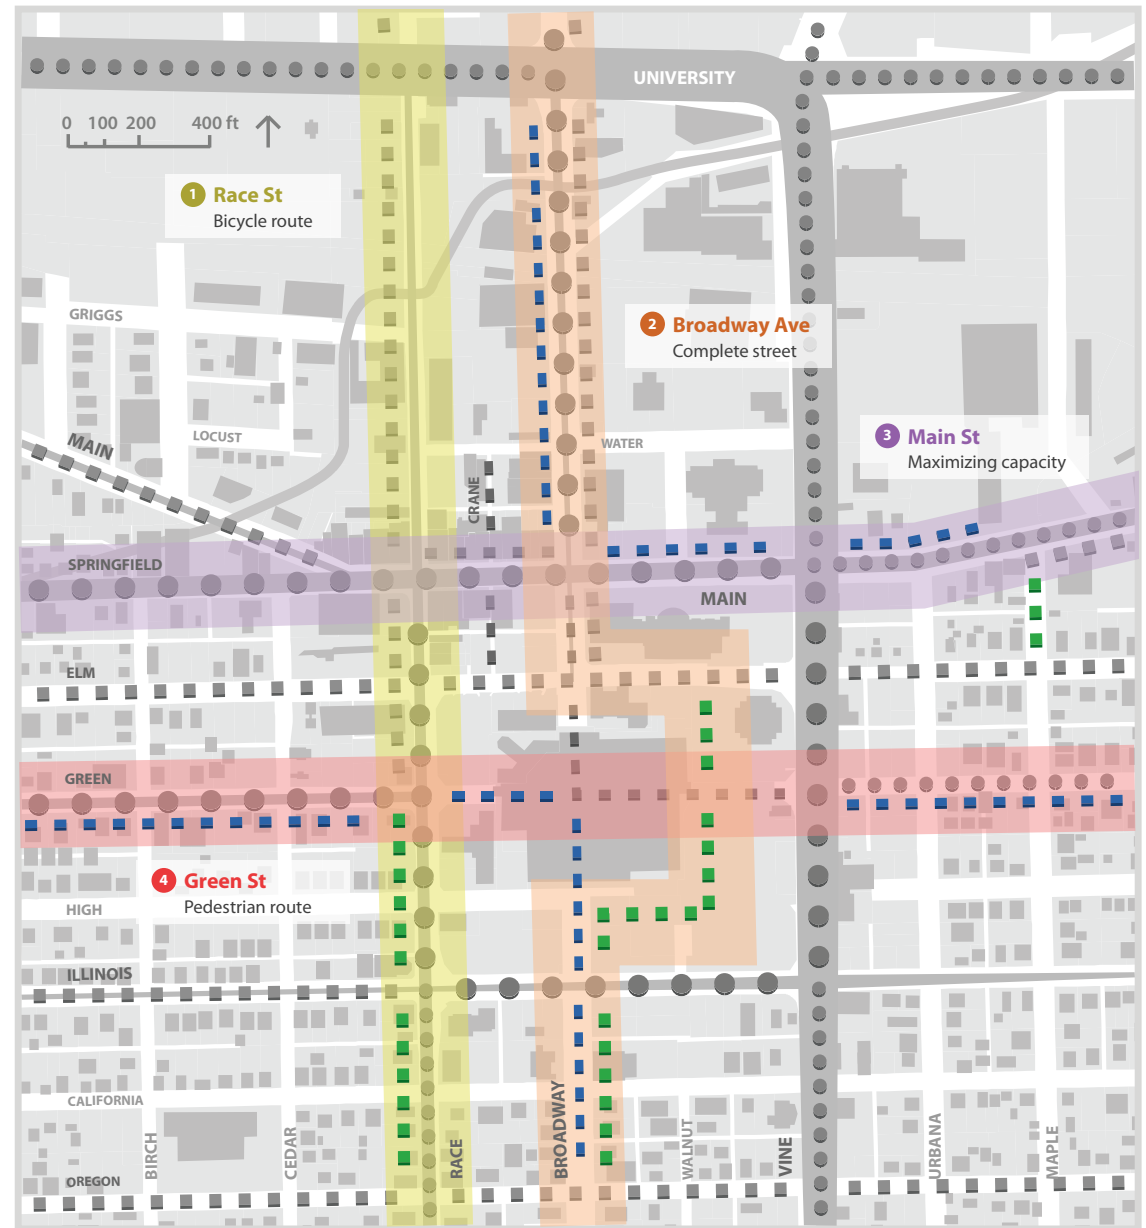 UNIVERSITY
0 100 200 400 ft
1 Race St
Bicycle route
GRIGGS
2 Broadway Ave
Complete street
MAIN
LOCUST
WATER
3 Main St
Maximizing capacity
CRANE
SPRINGFIELD
MAIN
ELM
GREEN
4 Green St
Pedestrian route
HIGH
ILLINOIS
CALIFORNIA
BIRCH
CEDAR
RACE
BROADWAY
WALNUT
VINE
URBANA
MAPLE
OREGON